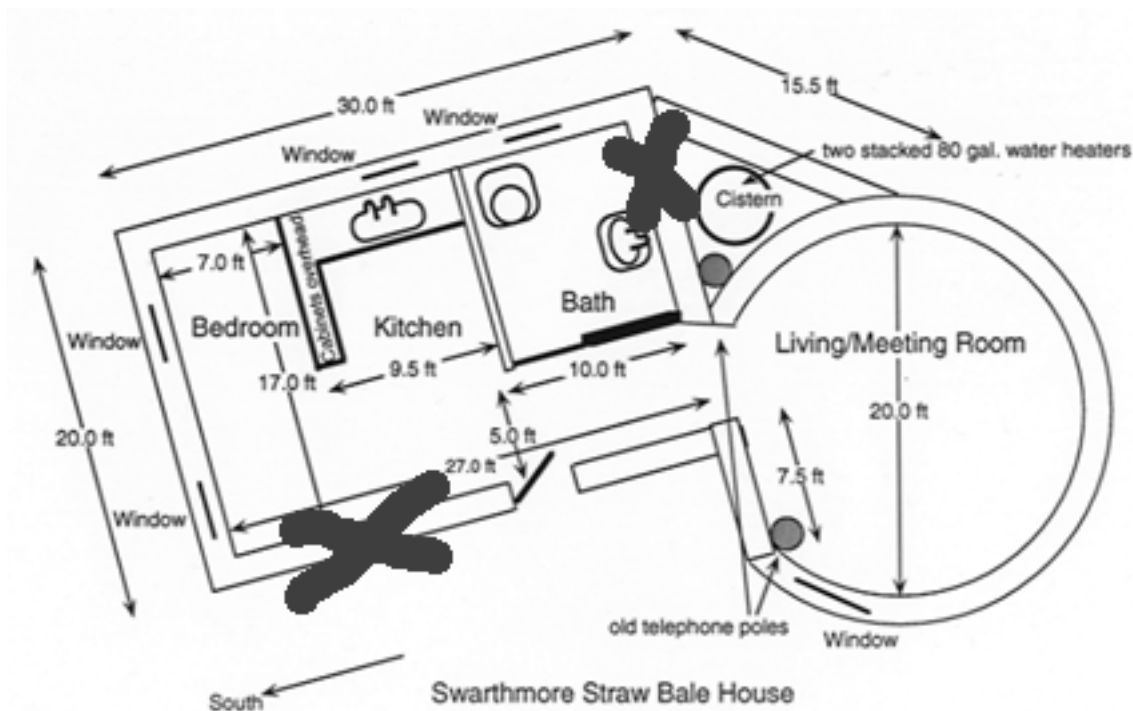 30.0 ft
15.5 ft
Window
Window
two stacked 80 gal. water heaters
Cistern
7.0 ft
Cabinets overhead
Bedroom
Kitchen
Bath
Living/Meeting Room
Window
17.0 ft
9.5 ft
10.0 ft
20.0 ft
20.0 ft
5.0 ft
27.0 ft
7.5 ft
Window
old telephone poles
Window
South
Swarthmore Straw Bale House